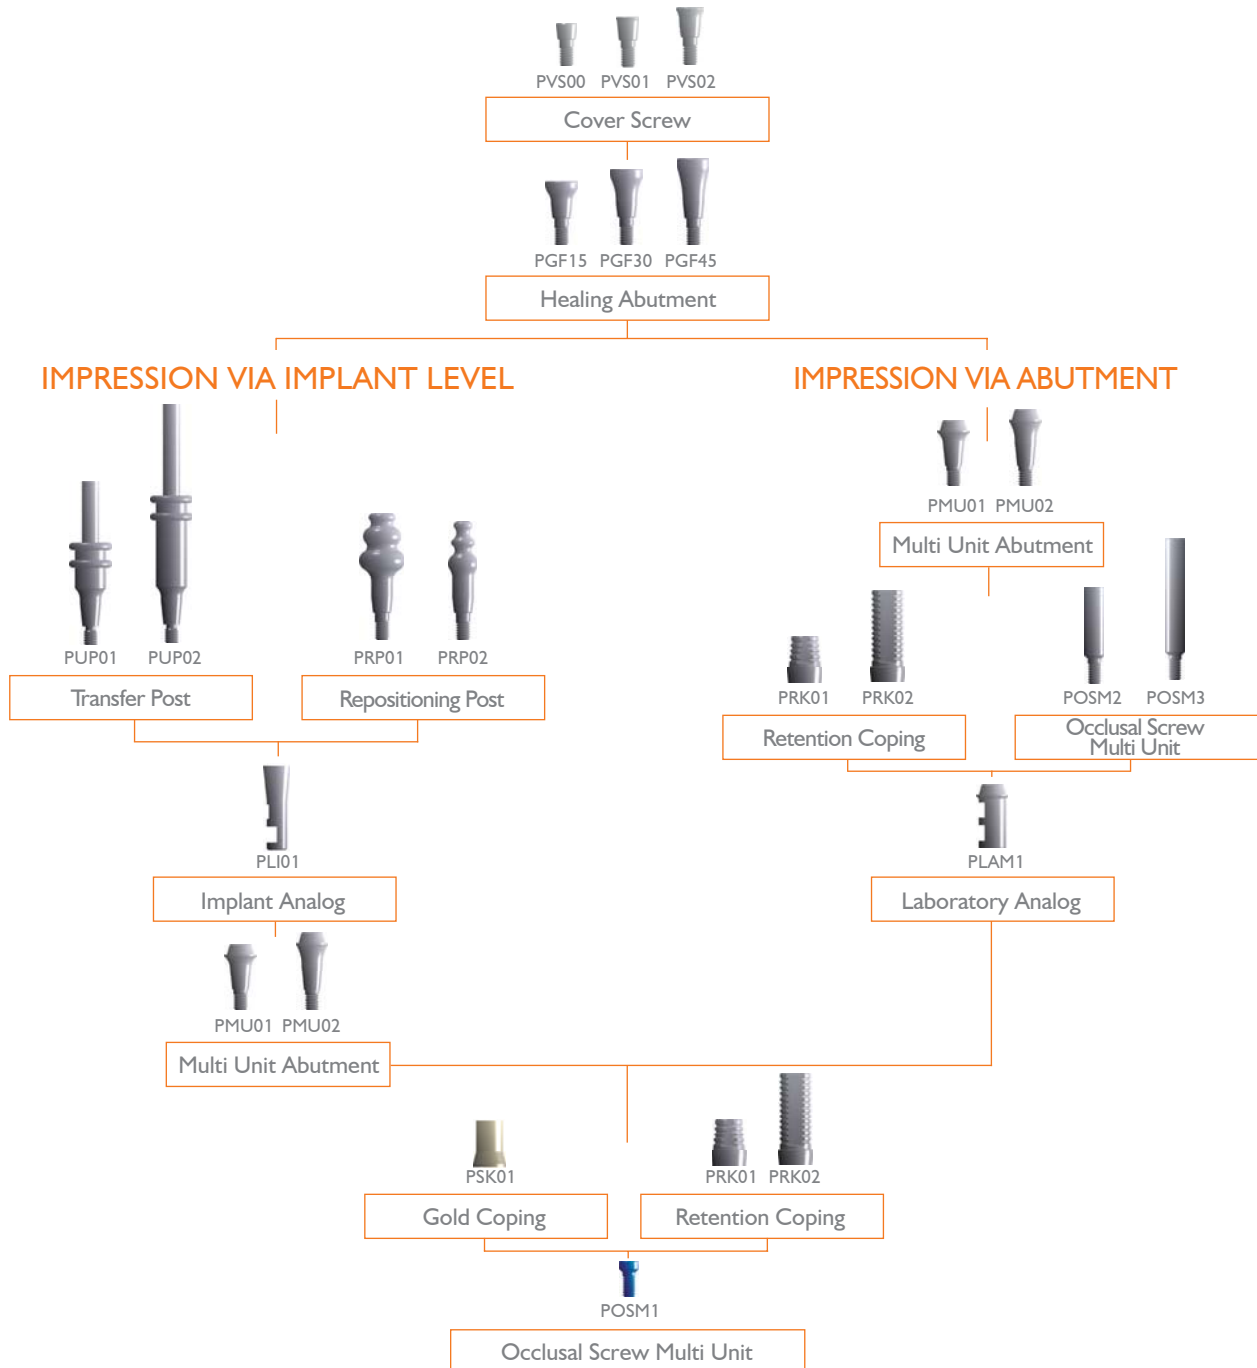 PVS00 PVS01 PVS02
Cover Screw
PGF15 PGF30 PGF45
Healing Abutment
IMPRESSION VIA IMPLANT LEVEL
PUP01 PUP02
Transfer Post
PRP01 PRP02
Repositioning Post
PLI01
Implant Analog
PMU01 PMU02
Multi Unit Abutment
IMPRESSION VIA ABUTMENT
PMU01 PMU02
Multi Unit Abutment
PRK01 PRK02
Retention Coping
POSM2 POSM3
Occlusal Screw
Multi Unit
PLAM1
Laboratory Analog
PSK01
Gold Coping
PRK01 PRK02
Retention Coping
POSM1
Occlusal Screw Multi Unit